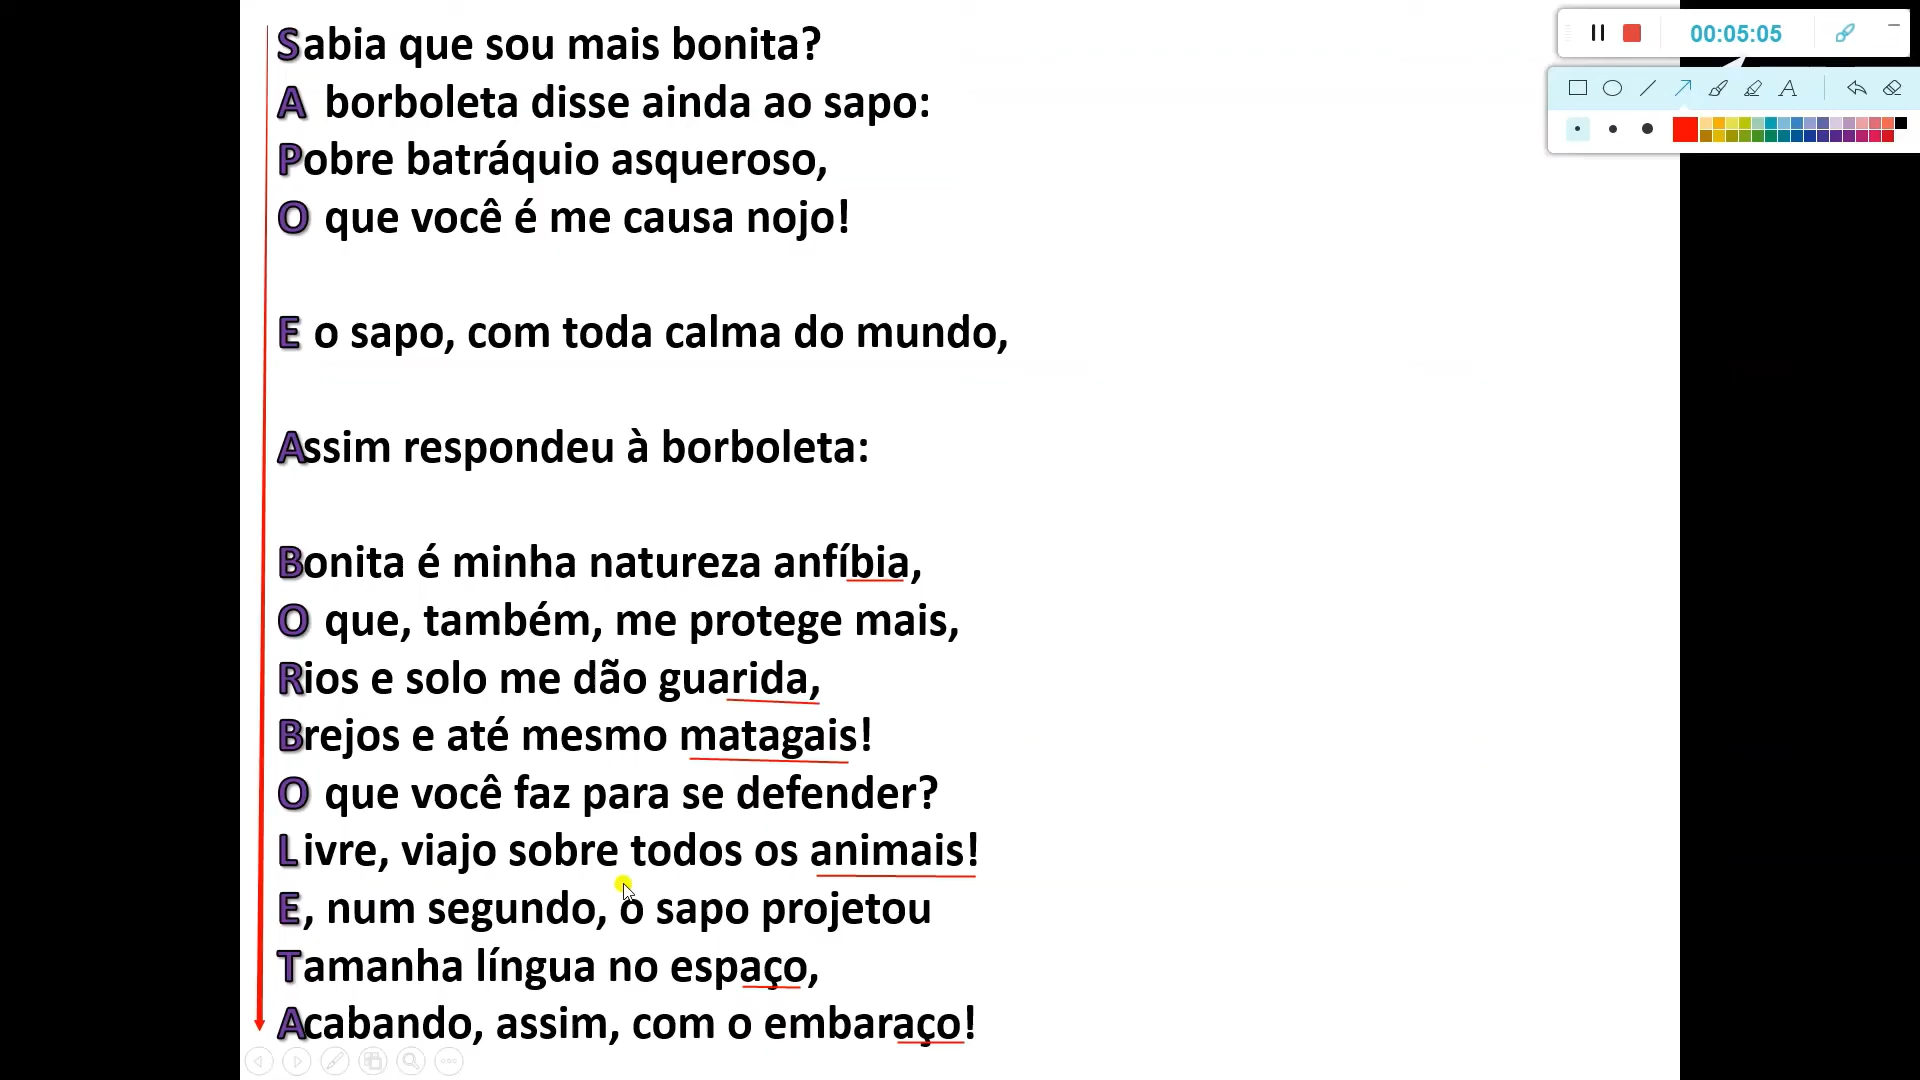 Sabia que sou mais bonita?
A borboleta disse ainda ao sapo:
Pobre batráquio asqueroso,
O que você é me causa nojo!
E o sapo, com toda calma do mundo,
Assim respondeu à borboleta:
Bonita é minha natureza anfíbia,
O que, também, me protege mais,
Rios e solo me dão guarida,
Brejos e até mesmo matagais!
O que você faz para se defender?
Livre, viajo sobre todos os animais!
E, num segundo, o sapo projetou
Tamanha língua no espaço,
Acabando, assim, com o embaraço!
00:05:05
A